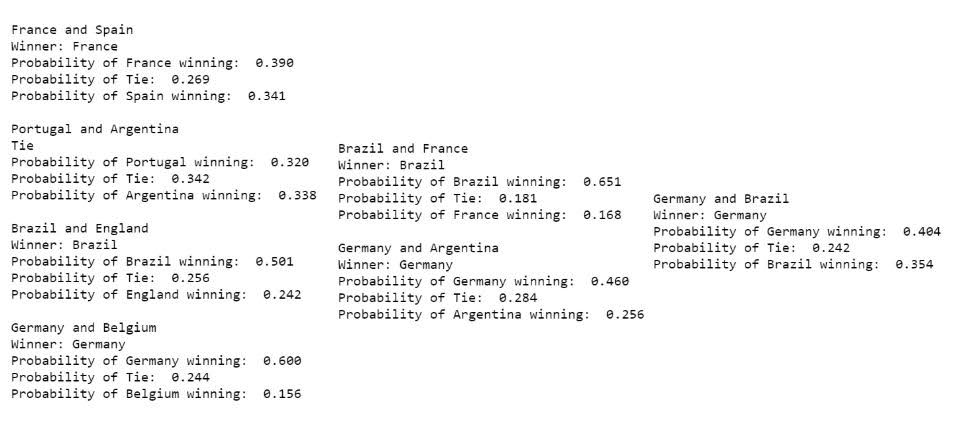 France and Spain
Winner: France
Probability of France winning:  0.390
Probability of Tie:  0.269
Probability of Spain winning:  0.341

Portugal and Argentina
Tie
Probability of Portugal winning:  0.320
Probability of Tie:  0.342
Probability of Argentina winning:  0.338

Brazil and England
Winner: Brazil
Probability of Brazil winning:  0.501
Probability of Tie:  0.256
Probability of England winning:  0.242

Germany and Belgium
Winner: Germany
Probability of Germany winning:  0.600
Probability of Tie:  0.244
Probability of Belgium winning:  0.156

Brazil and France
Winner: Brazil
Probability of Brazil winning:  0.651
Probability of Tie:  0.181
Probability of France winning:  0.168

Germany and Argentina
Winner: Germany
Probability of Germany winning:  0.460
Probability of Tie:  0.284
Probability of Argentina winning:  0.256

Germany and Brazil
Winner: Germany
Probability of Germany winning:  0.404
Probability of Tie:  0.242
Probability of Brazil winning:  0.354